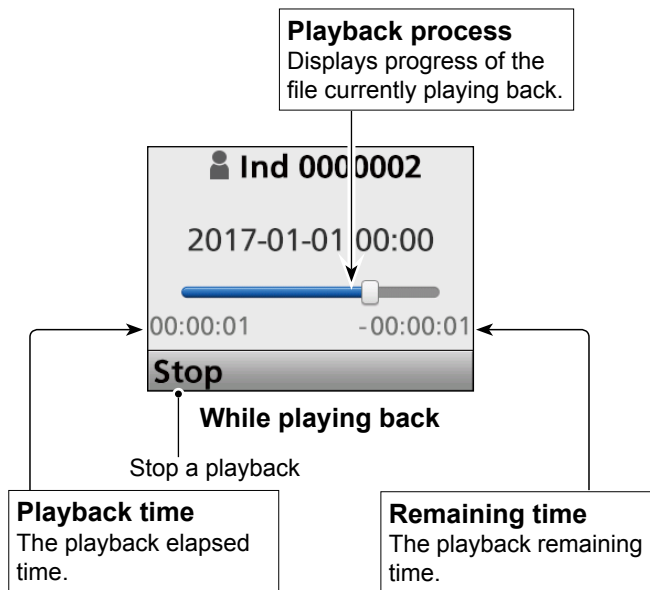 Playback process
Displays progress of the
file currently playing back.
Ind 0000002
2017-01-01 00:00
00:00:01
-00:00:01
Stop
While playing back
Stop a playback
Playback time
The playback elapsed
time.
Remaining time
The playback remaining
time.